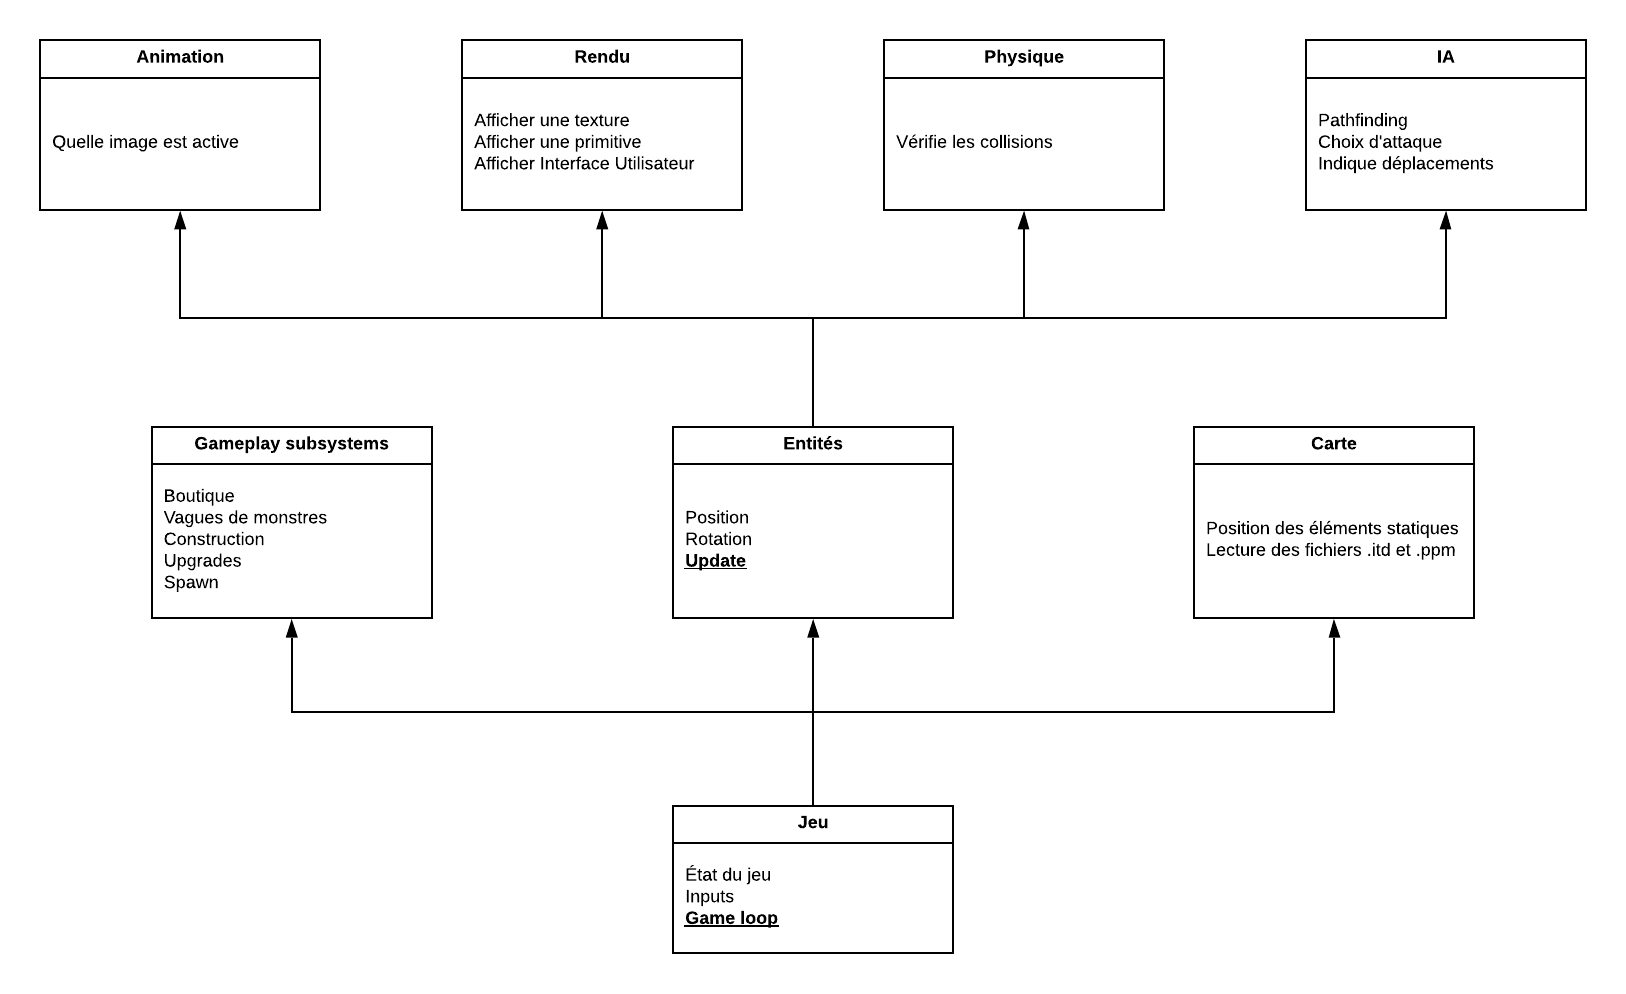 Animation
Quelle image est active
Rendu
Afficher une texture
Afficher une primitive
Afficher Interface Utilisateur
Physique
Vérifie les collisions
IA
Pathfinding
Choix d'attaque
Indique déplacements
Gameplay subsystems
Boutique
Vagues de monstres
Construction
Upgrades
Spawn
Entités
Position
Rotation
Update
Carte
Position des éléments statiques
Lecture des fichiers .itd et .ppm
Jeu
État du jeu
Inputs
Game loop